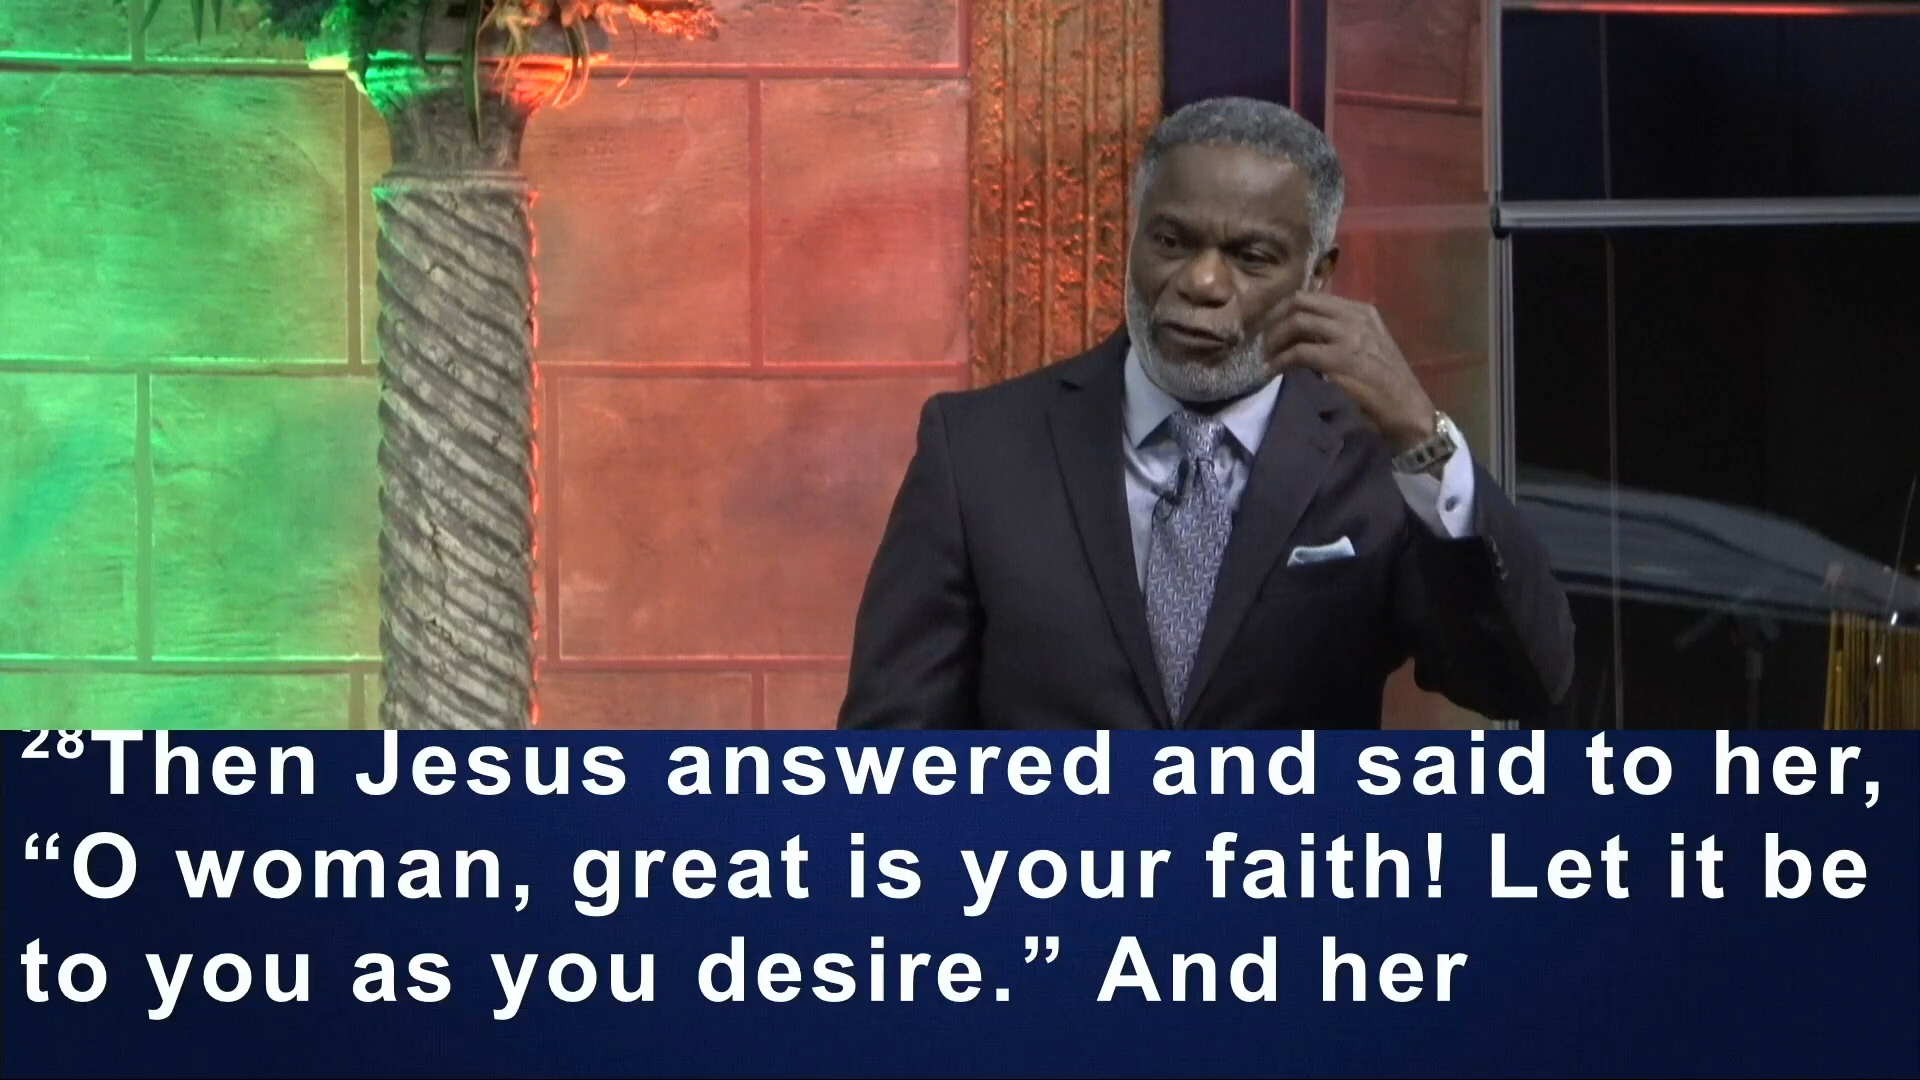 ²⁸Then Jesus answered and said to her,
“O woman, great is your faith! Let it be
to you as you desire.” And her